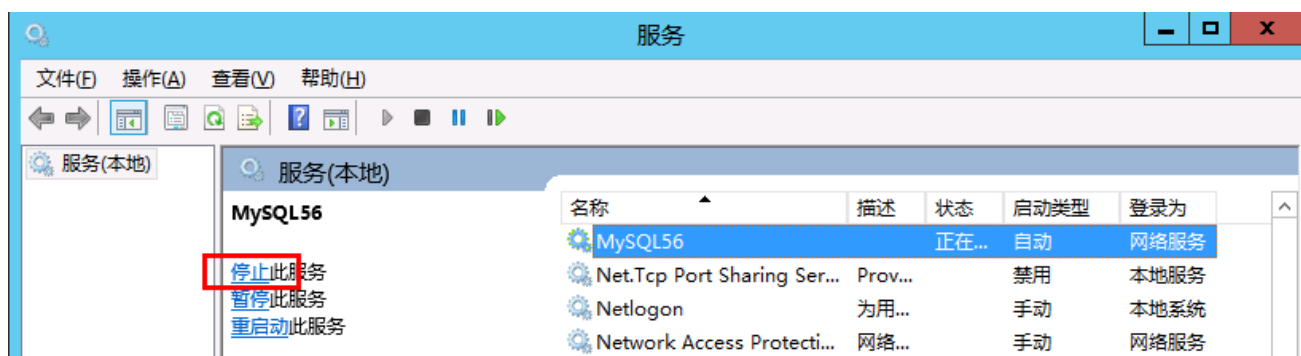 服务
文件(F) 操作(A) 查看(V) 帮助(H)
服务(本地)
服务(本地)
MySQL56
停止此服务
暂停此服务
重启动此服务
名称 描述 状态 启动类型 登录为
MySQL56 正在... 自动 网络服务
Net.Tcp Port Sharing Ser... Prov... 禁用 本地服务
Netlogon 为用... 手动 本地系统
Network Access Protecti... 网络... 手动 网络服务